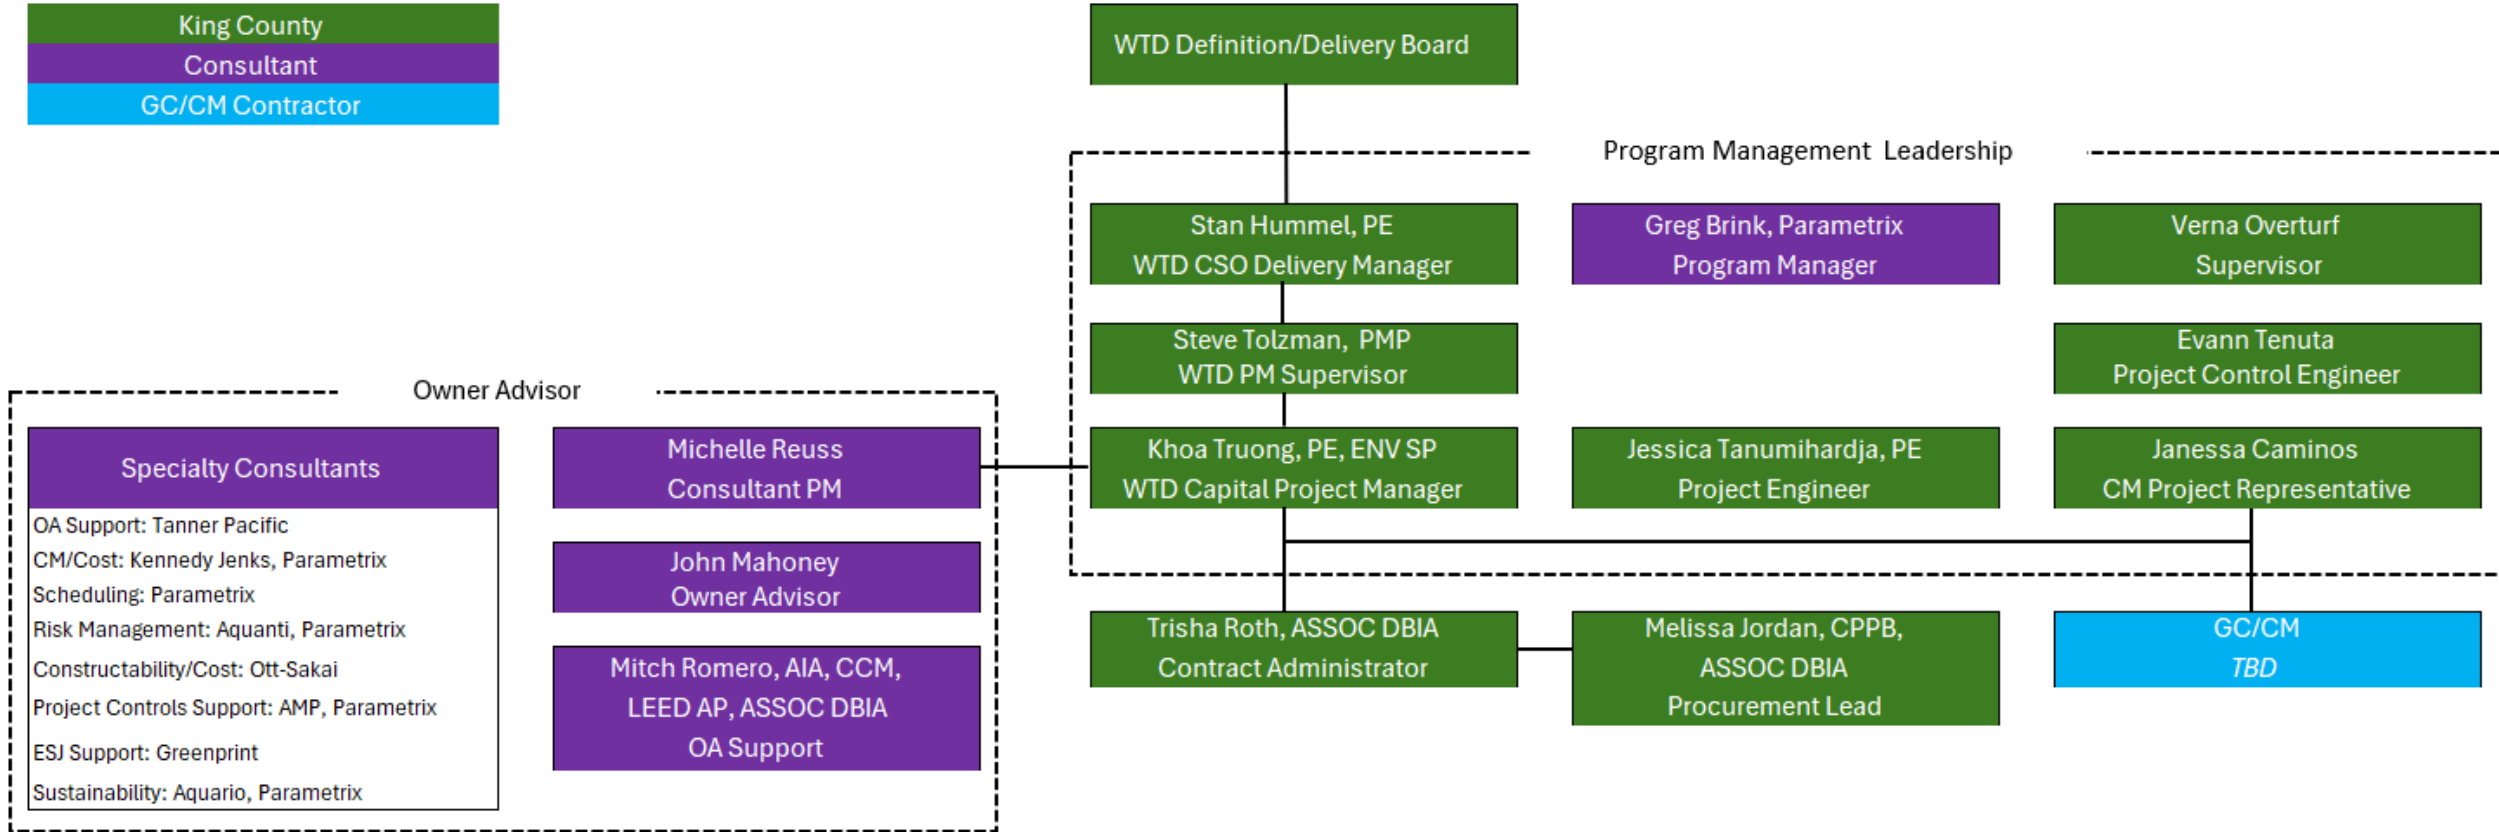 King County
Consultant
GC/CM Contractor
WTD Definition/Delivery Board
Program Management Leadership
Stan Hummel, PE
WTD CSO Delivery Manager
Greg Brink, Parametrix
Program Manager
Verna Overturf
Supervisor
Steve Tolzman, PMP
WTD PM Supervisor
Evann Tenuta
Project Control Engineer
Owner Advisor
Specialty Consultants
OA Support: Tanner Pacific
CM/Cost: Kennedy Jenks, Parametrix
Scheduling: Parametrix
Risk Management: Aquanti, Parametrix
Constructability/Cost: Ott-Sakai
Project Controls Support: AMP, Parametrix
ESJ Support: Greenprint
Sustainability: Aquario, Parametrix
Michelle Reuss
Consultant PM
John Mahoney
Owner Advisor
Mitch Romero, AIA, CCM,
LEED AP, ASSOC DBIA
OA Support
Khoa Truong, PE, ENV SP
WTD Capital Project Manager
Jessica Tanumihardja, PE
Project Engineer
Janessa Caminos
CM Project Representative
Trisha Roth, ASSOC DBIA
Contract Administrator
Melissa Jordan, CPPB,
ASSOC DBIA
Procurement Lead
GC/CM
TBD